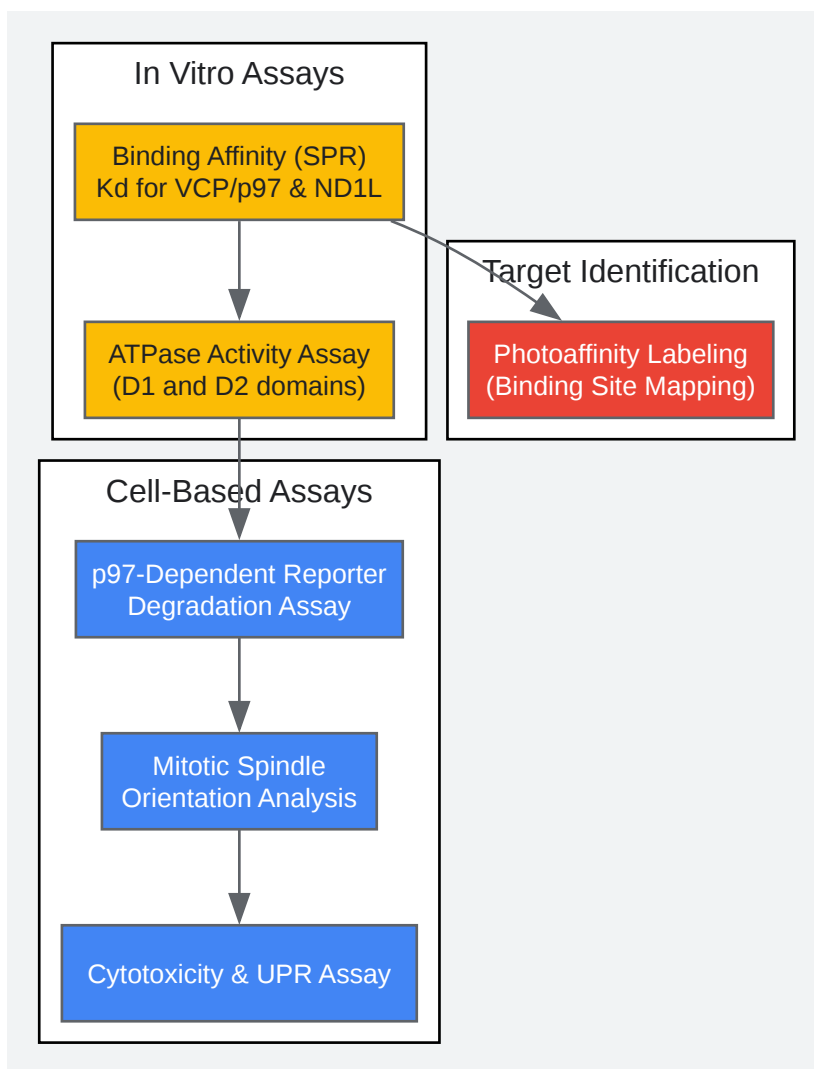 In Vitro Assays
Binding Affinity (SPR)
Kd for VCP/p97 & ND1L
Target Identification
ATPase Activity Assay
(D1 and D2 domains)
Photoaffinity Labeling
(Binding Site Mapping)
Cell-Based Assays
p97-Dependent Reporter
Degradation Assay
Mitotic Spindle
Orientation Analysis
Cytotoxicity & UPR Assay